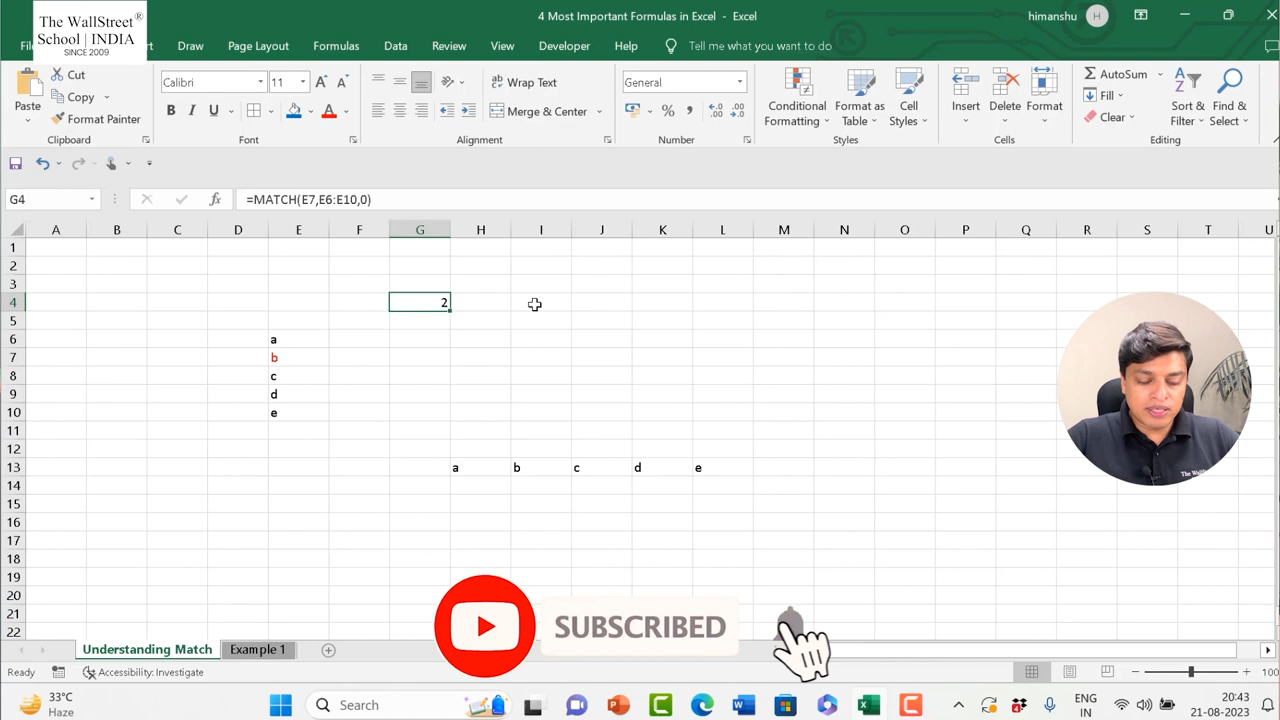 The WallStreet
School | INDIA
SINCE 2009
4 Most Important Formulas in Excel - Excel
himanshu
H
Draw
Page Layout
Formulas
Data
Review
View
Developer
Help
Tell me what you want to do
Paste
Cut
Copy
Format Painter
Clipboard
Calibri
11
B
I
U
Font
Wrap Text
Merge & Center
Alignment
General
%
Number
Conditional
Formatting
Format as
Table
Cell
Styles
Styles
Insert
Delete
Format
Cells
AutoSum
Fill
Clear
Sort &
Filter
Find &
Select
Editing
G4
fx
=MATCH(E7,E6:E10,0)
A B C D E F G H I J K L M N O P Q R S T U
1
2
3
4 2
5
6 a
7 b
8 c
9 d
10 e
11
12
13 a b c d e
14
15
16
17
18
19
20
21
22
SUBSCRIBED
Understanding Match
Example 1
Ready
Accessibility: Investigate
100
33°C
Haze
Search
ENG
IN
20:43
21-08-2023